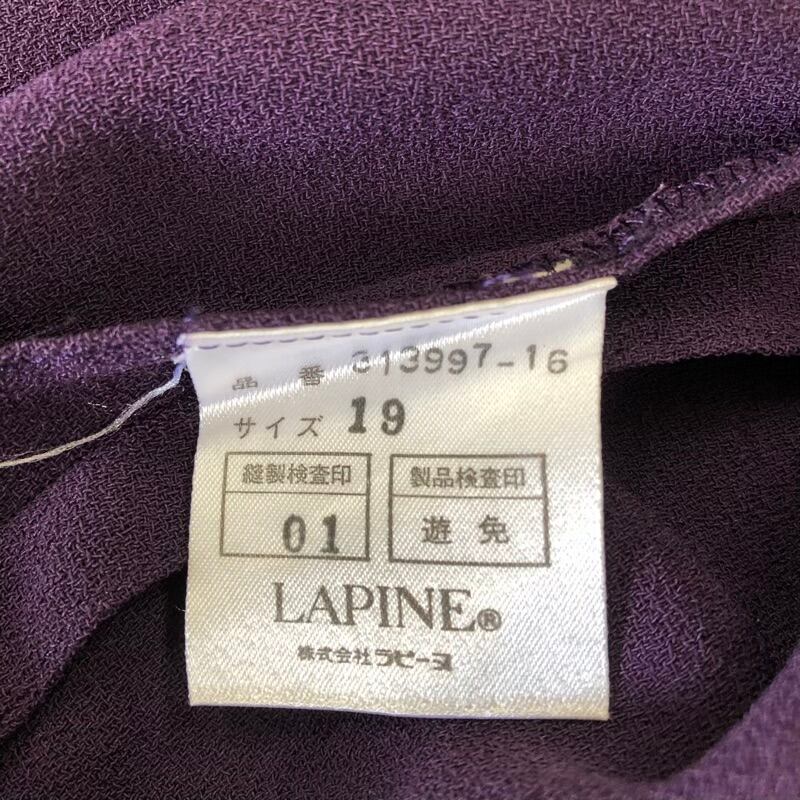 品番 313997-16
サイズ 19
縫製検査印 製品検査印
01 遊免
LAPINE®
株式会社ラピーヌ